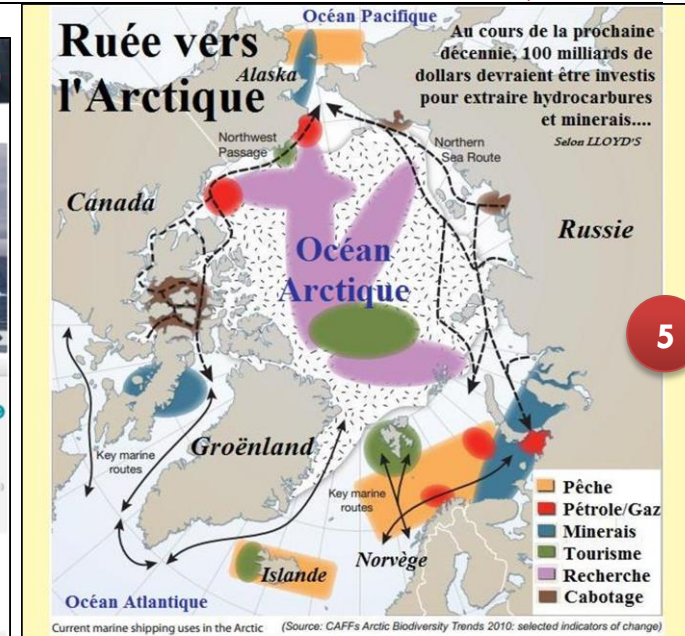 Ruée vers
l'Arctique
Océan Pacifique
Au cours de la prochaine
décennie, 100 milliards de
dollars devraient être investis
pour extraire hydrocarbures
et minerais....
Selon LLOYD'S
Alaska
Northwest
Passage
Northern
Sea Route
Canada
Russie
Océan
Arctique
5
Groënland
Key marine
routes
Key marine
routes
Norvège
Islande
Océan Atlantique
Pêche
Pétrole/Gaz
Minerais
Tourisme
Recherche
Cabotage
Current marine shipping uses in the Arctic (Source: CAFFs Arctic Biodiversity Trends 2010: selected indicators of change)